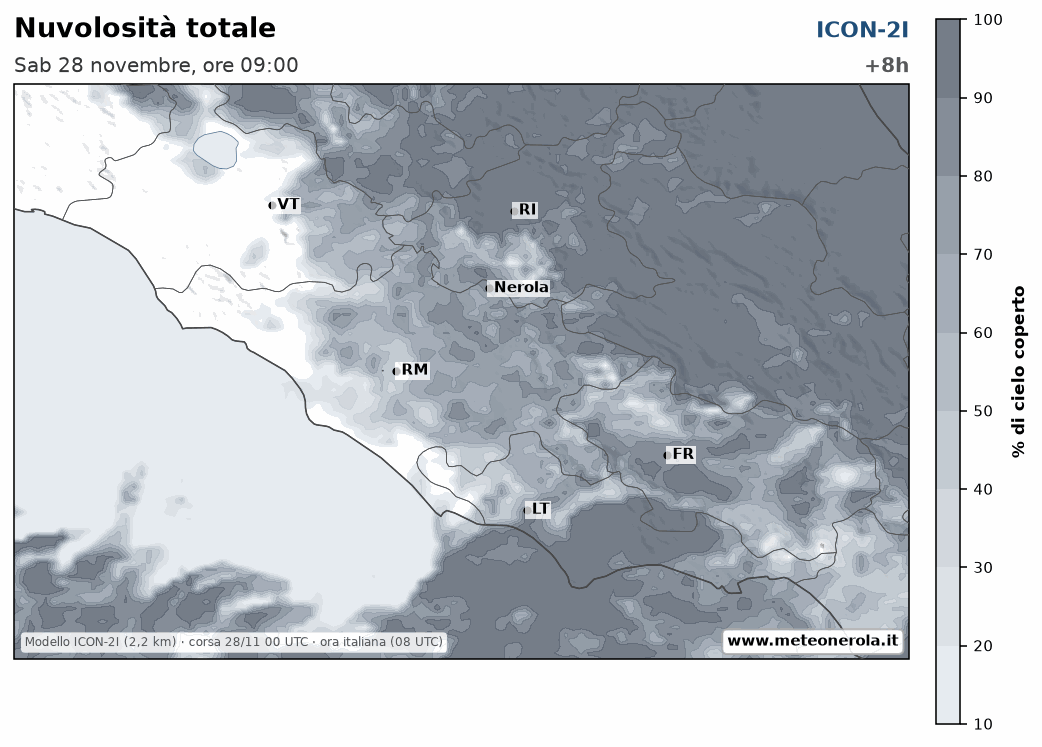 Nuvolosità totale
ICON-2I
Sab 28 novembre, ore 09:00
+8h
100
90
80
70
60
50
40
30
20
10
% di cielo coperto
VT
RI
Nerola
RM
FR
LT
Modello ICON-2I (2,2 km) · corsa 28/11 00 UTC · ora italiana (08 UTC)
www.meteonerola.it